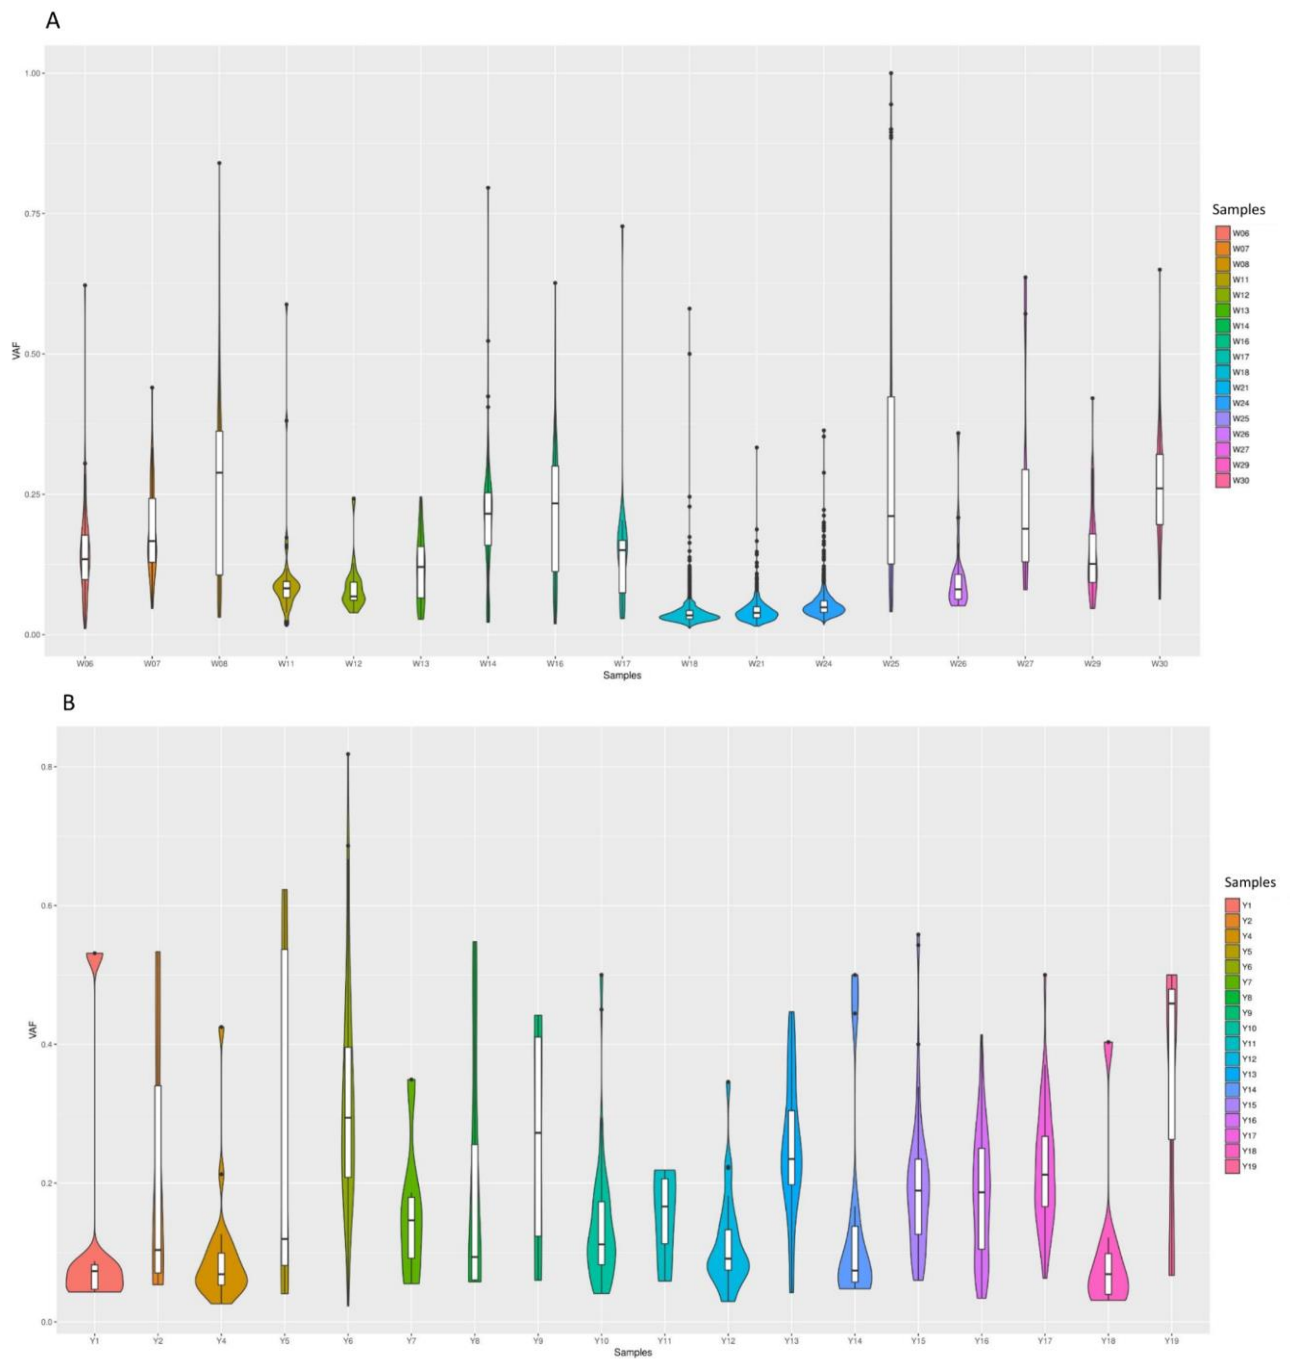 A
1.00
0.75
0.50
0.25
0.00
VAF
W06 W07 W08 W11 W12 W13 W14 W16 W17 W18 W21 W24 W25 W26 W27 W29 W30
Samples
Samples
W06
W07
W08
W11
W12
W13
W14
W16
W17
W18
W21
W24
W25
W26
W27
W29
W30
B
0.8
0.6
0.4
0.2
0.0
VAF
Y1 Y2 Y4 Y5 Y6 Y7 Y8 Y9 Y10 Y11 Y12 Y13 Y14 Y15 Y16 Y17 Y18 Y19
Samples
Samples
Y1
Y2
Y4
Y5
Y6
Y7
Y8
Y9
Y10
Y11
Y12
Y13
Y14
Y15
Y16
Y17
Y18
Y19